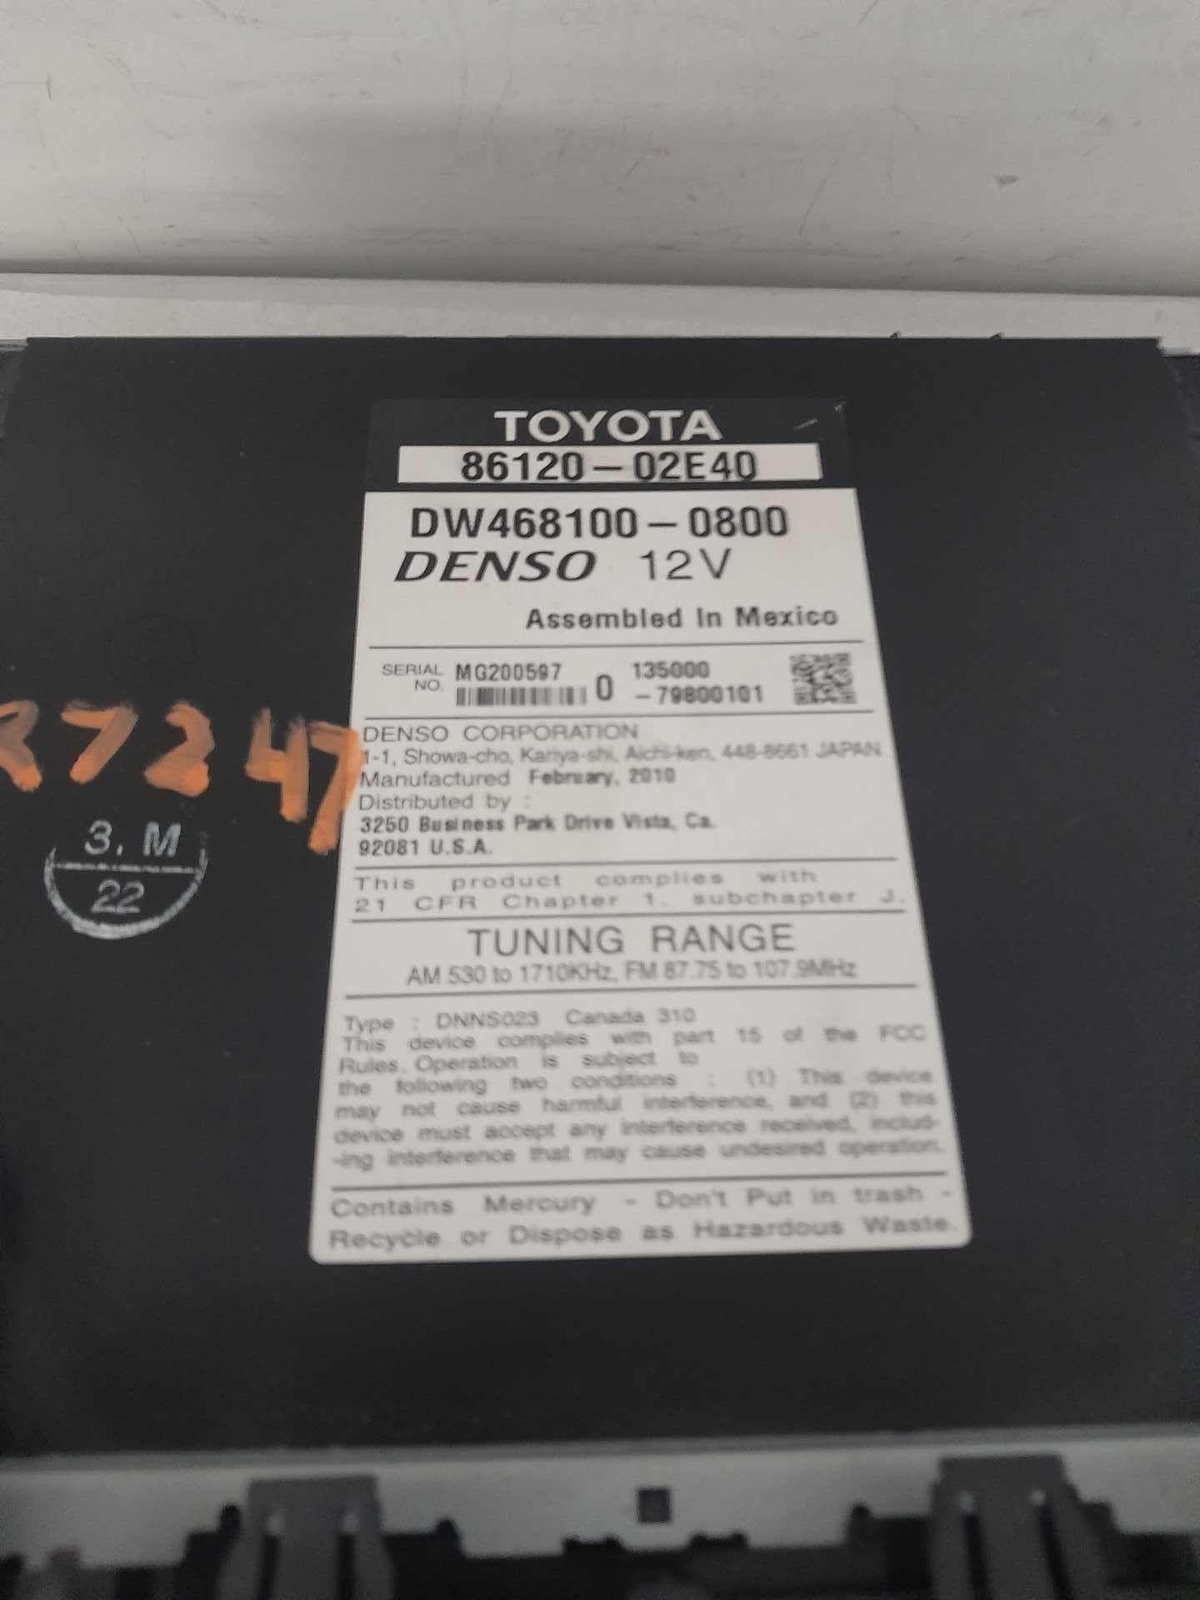 TOYOTA
86120-02E40
DW468100-0800
DENSO 12V
Assembled In Mexico
SERIAL NO. MG200597 0 135000
-79800101
DENSO CORPORATION
1-1, Showa-cho, Kariya-shi, Aichi-ken, 448-8661 JAPAN
Manufactured February, 2010
Distributed by :
3250 Business Park Drive Vista, Ca.
92081 U.S.A.
This product complies with
21 CFR Chapter 1, subchapter J.
TUNING RANGE
AM 530 to 1710KHz, FM 87.75 to 107.9MHz
Type : DNNS023 Canada 310
This device complies with part 15 of the FCC
Rules. Operation is subject to
the following two conditions : (1) This device
may not cause harmful interference, and (2) this
device must accept any interference received, includ-
-ing interference that may cause undesired operation.
Contains Mercury - Don't Put in trash -
Recycle or Dispose as Hazardous Waste.
7247
3. M
22